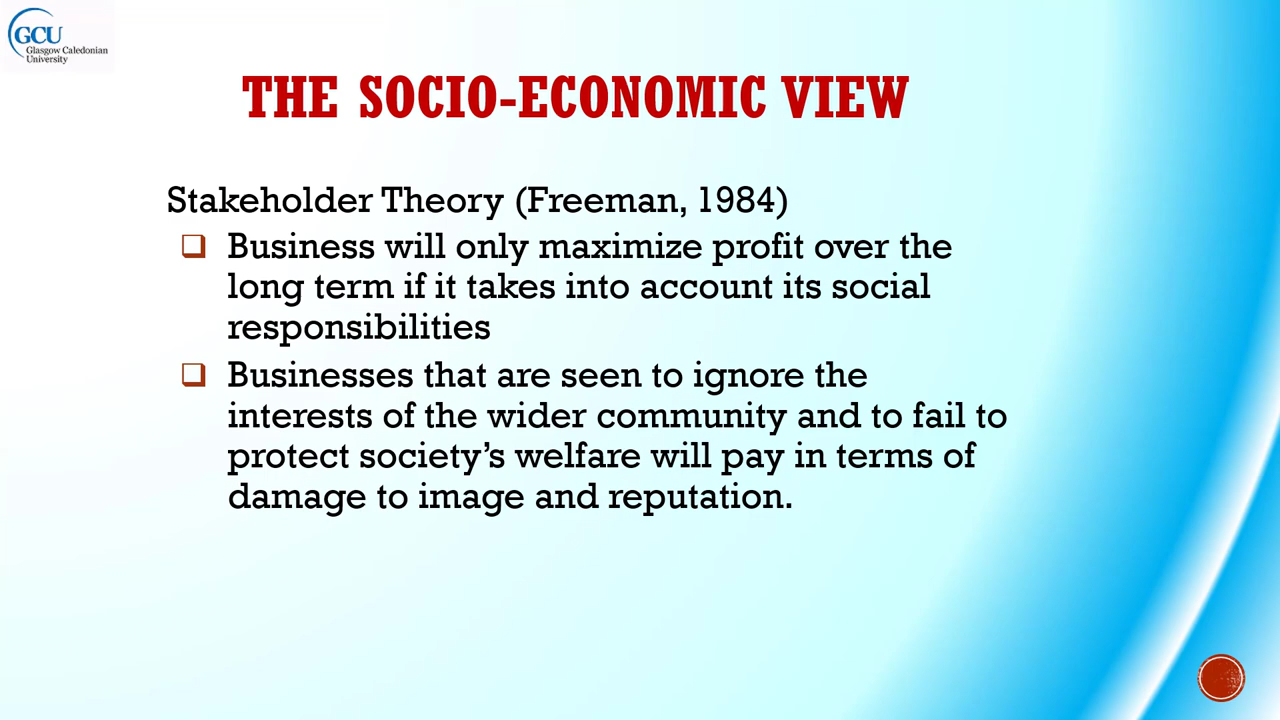 GCU
Glasgow Caledonian
University
THE SOCIO-ECONOMIC VIEW
Stakeholder Theory (Freeman, 1984)
Business will only maximize profit over the
long term if it takes into account its social
responsibilities
Businesses that are seen to ignore the
interests of the wider community and to fail to
protect society’s welfare will pay in terms of
damage to image and reputation.